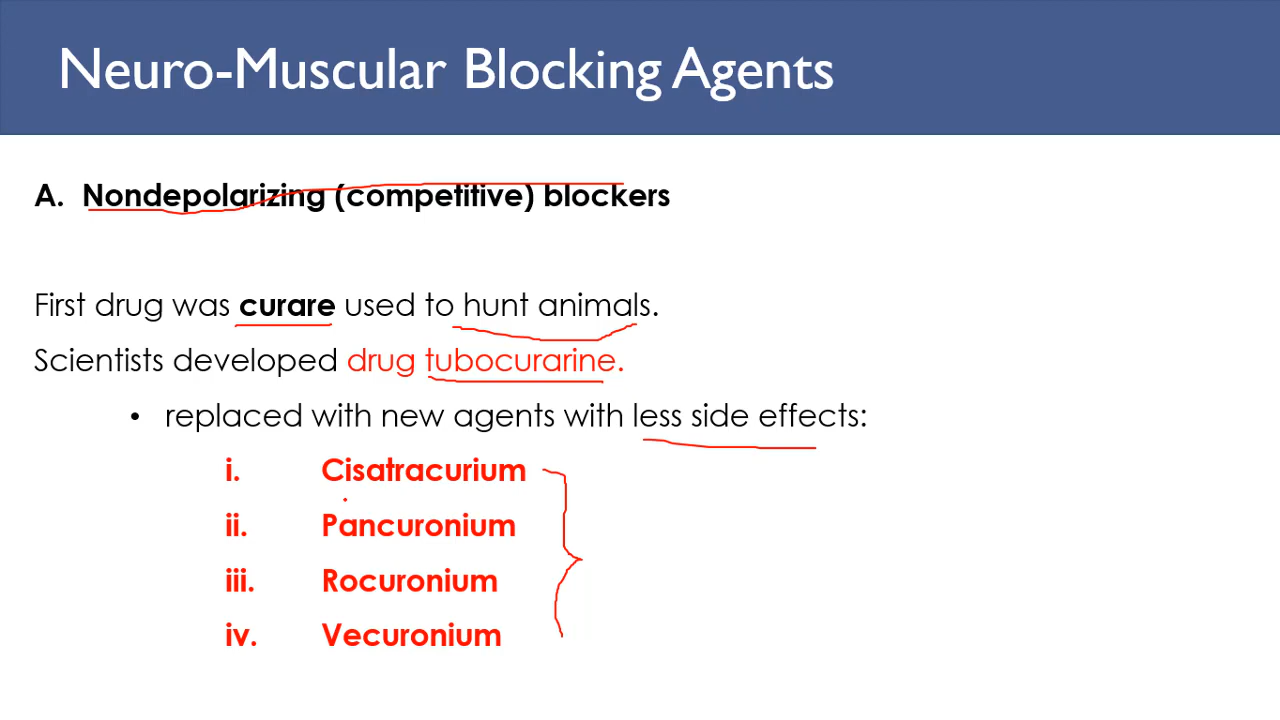 Neuro-Muscular Blocking Agents
A. Nondepolarizing (competitive) blockers
First drug was curare used to hunt animals.
Scientists developed drug tubocurarine.
• replaced with new agents with less side effects:
i. Cisatracurium
ii. Pancuronium
iii. Rocuronium
iv. Vecuronium